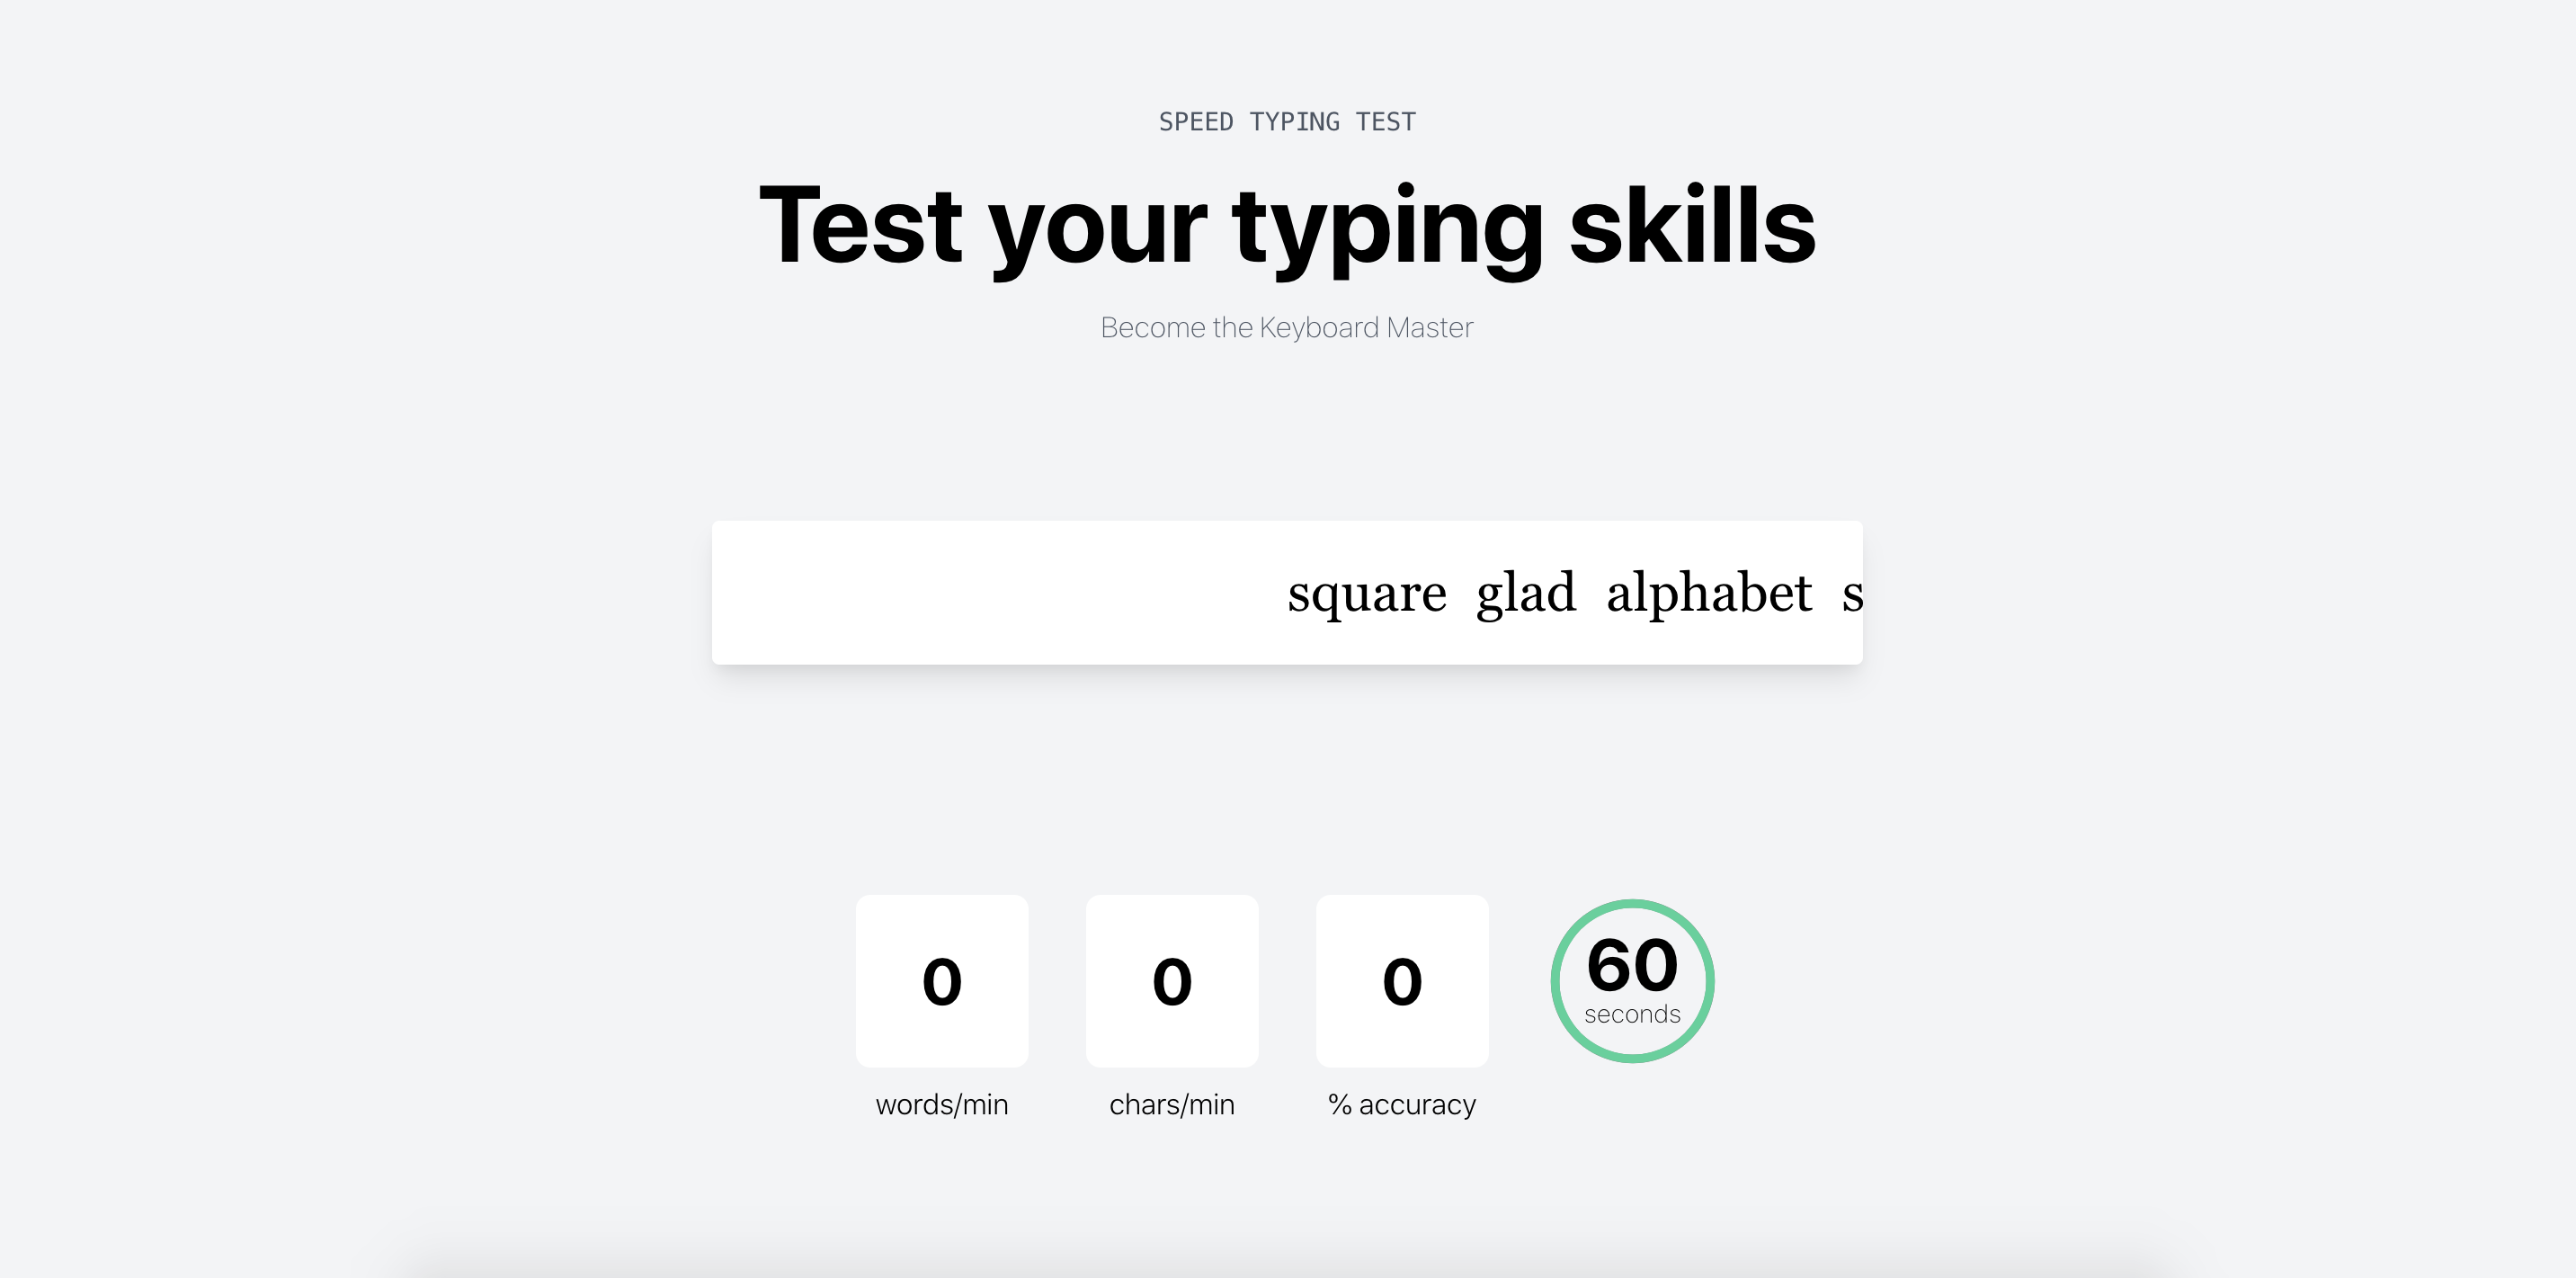 SPEED TYPING TEST
Test your typing skills
Become the Keyboard Master
square glad alphabet s
0 0 0 60
seconds
words/min chars/min % accuracy